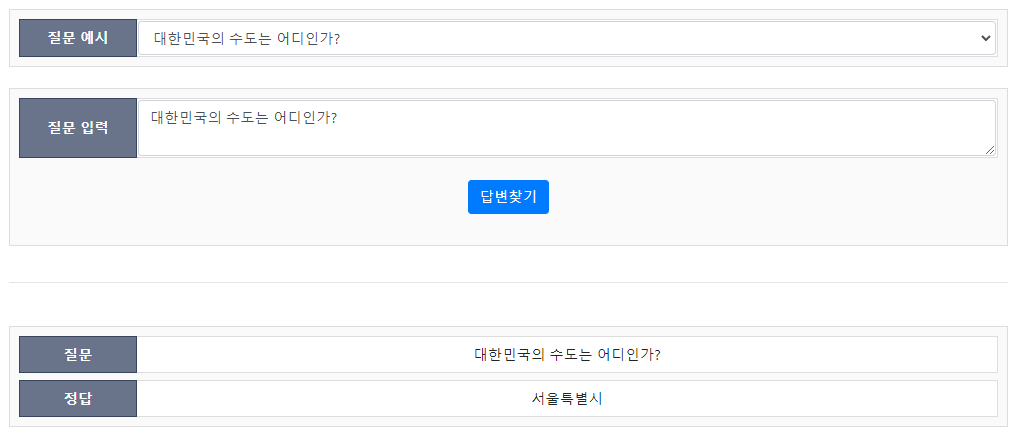 질문 예시 대한민국의 수도는 어디인가?
질문 입력 대한민국의 수도는 어디인가?
답변찾기
질문 대한민국의 수도는 어디인가?
정답 서울특별시